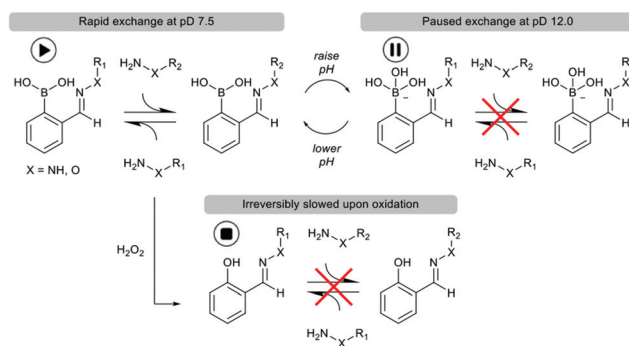 Rapid exchange at pD 7.5
Paused exchange at pD 12.0
HO
B
OH
N
X
R1
H
H2N
X
R2
H2N
X
R1
X = NH, O
HO
B
OH
N
X
R2
H
raise
pH
lower
pH
OH
HO
B
OH
−
N
X
R1
H
H2N
X
R2
H2N
X
R1
OH
HO
B
OH
−
N
X
R2
H
Irreversibly slowed upon oxidation
H2O2
OH
N
X
R1
H
H2N
X
R2
H2N
X
R1
OH
N
X
R2
H